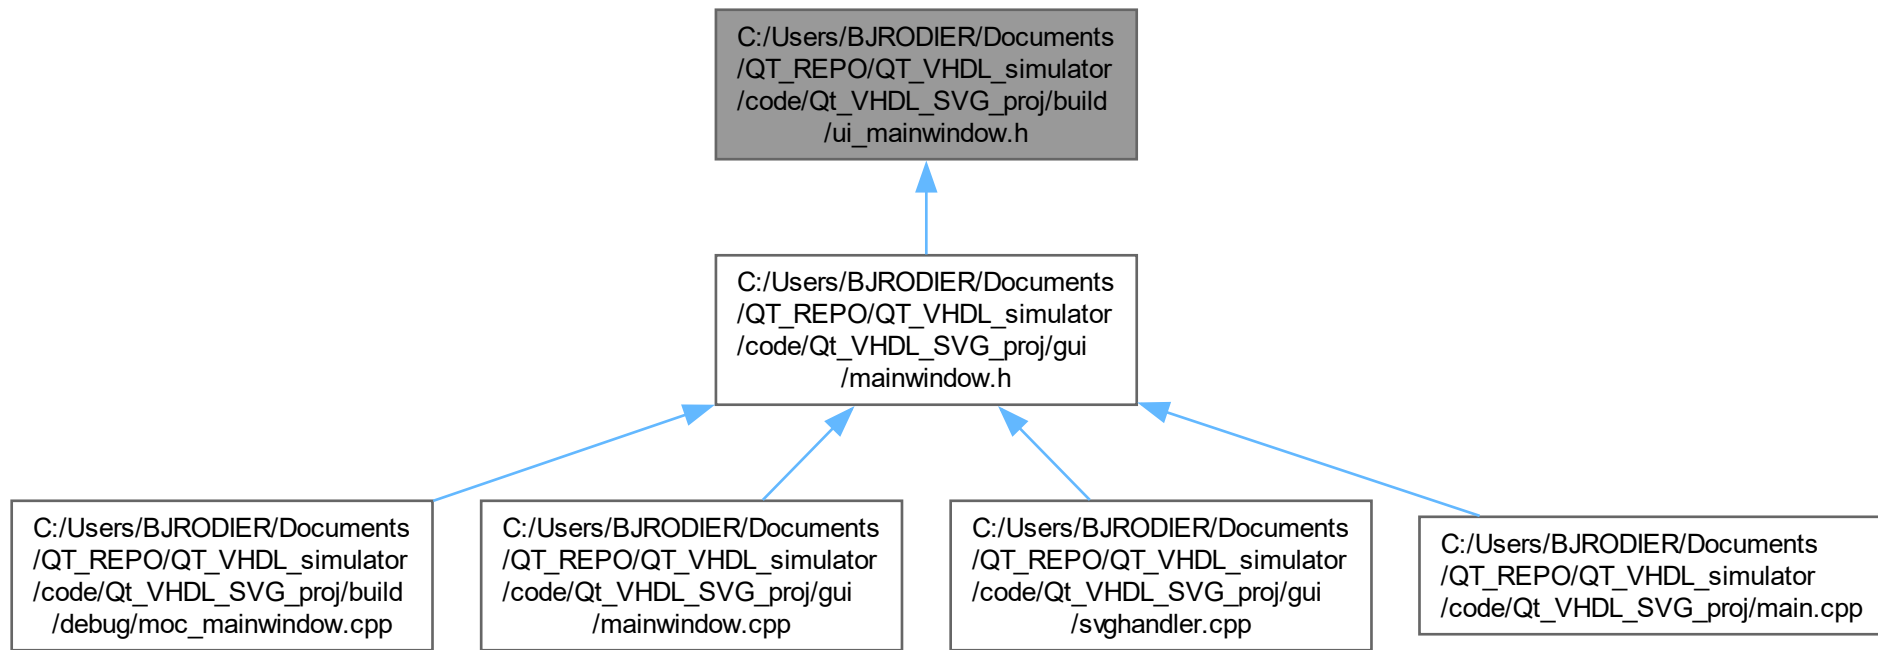 C:/Users/BJRODIER/Documents
/QT_REPO/QT_VHDL_simulator
/code/Qt_VHDL_SVG_proj/build
/ui_mainwindow.h
C:/Users/BJRODIER/Documents
/QT_REPO/QT_VHDL_simulator
/code/Qt_VHDL_SVG_proj/gui
/mainwindow.h
C:/Users/BJRODIER/Documents
/QT_REPO/QT_VHDL_simulator
/code/Qt_VHDL_SVG_proj/build
/debug/moc_mainwindow.cpp
C:/Users/BJRODIER/Documents
/QT_REPO/QT_VHDL_simulator
/code/Qt_VHDL_SVG_proj/gui
/mainwindow.cpp
C:/Users/BJRODIER/Documents
/QT_REPO/QT_VHDL_simulator
/code/Qt_VHDL_SVG_proj/gui
/svghandler.cpp
C:/Users/BJRODIER/Documents
/QT_REPO/QT_VHDL_simulator
/code/Qt_VHDL_SVG_proj/main.cpp